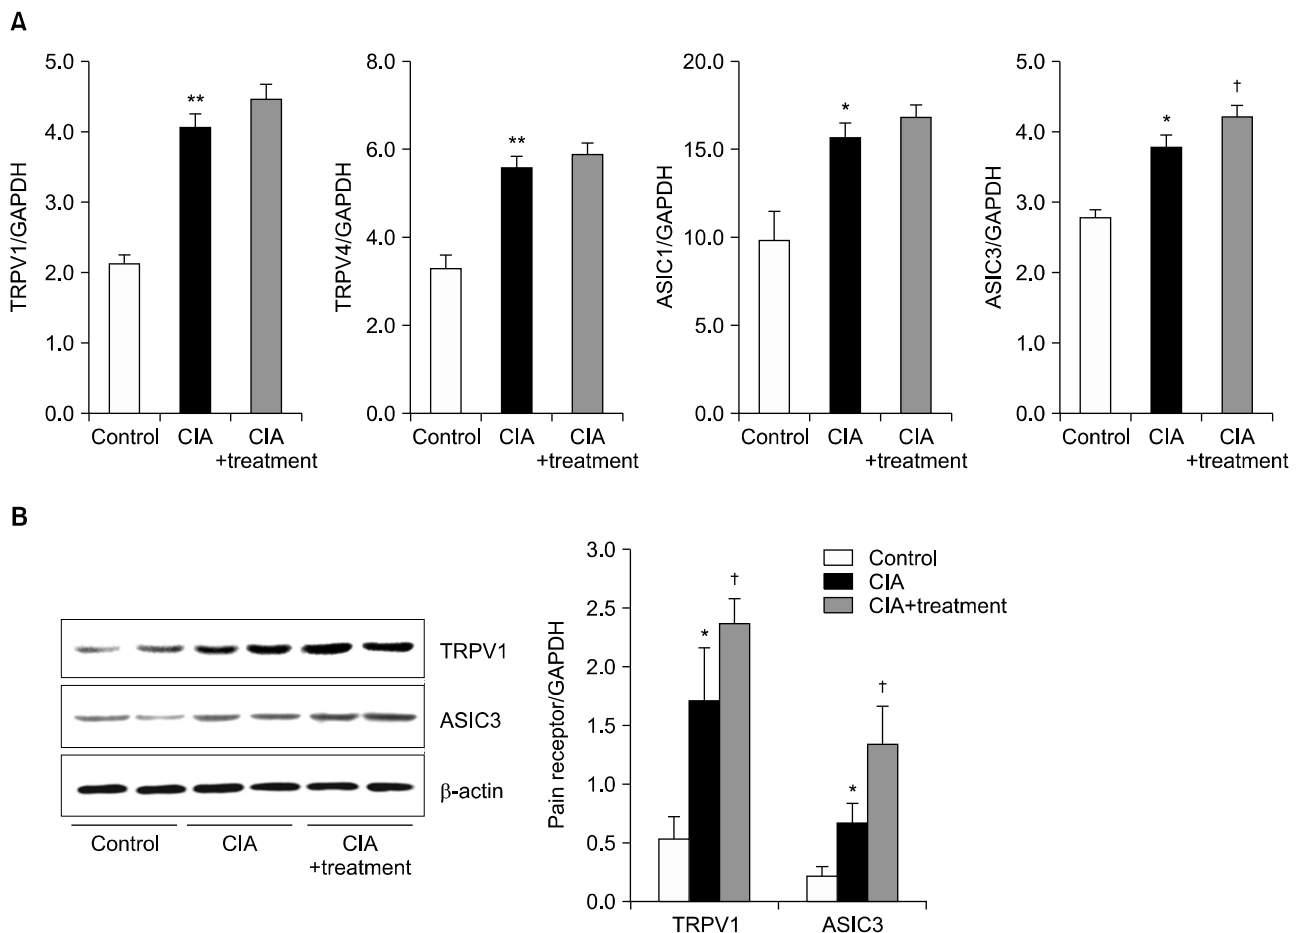 A
5.0
4.0
3.0
2.0
1.0
0.0
TRPV1/GAPDH
**
Control
CIA
CIA
+treatment
8.0
6.0
4.0
2.0
0.0
TRPV4/GAPDH
**
Control
CIA
CIA
+treatment
20.0
15.0
10.0
5.0
0.0
ASIC1/GAPDH
*
Control
CIA
CIA
+treatment
5.0
4.0
3.0
2.0
1.0
0.0
ASIC3/GAPDH
*
†
Control
CIA
CIA
+treatment
B
TRPV1
ASIC3
β-actin
Control
CIA
CIA
+treatment
3.0
2.5
2.0
1.5
1.0
0.5
0.0
Pain receptor/GAPDH
Control
CIA
CIA+treatment
*
†
*
†
TRPV1
ASIC3